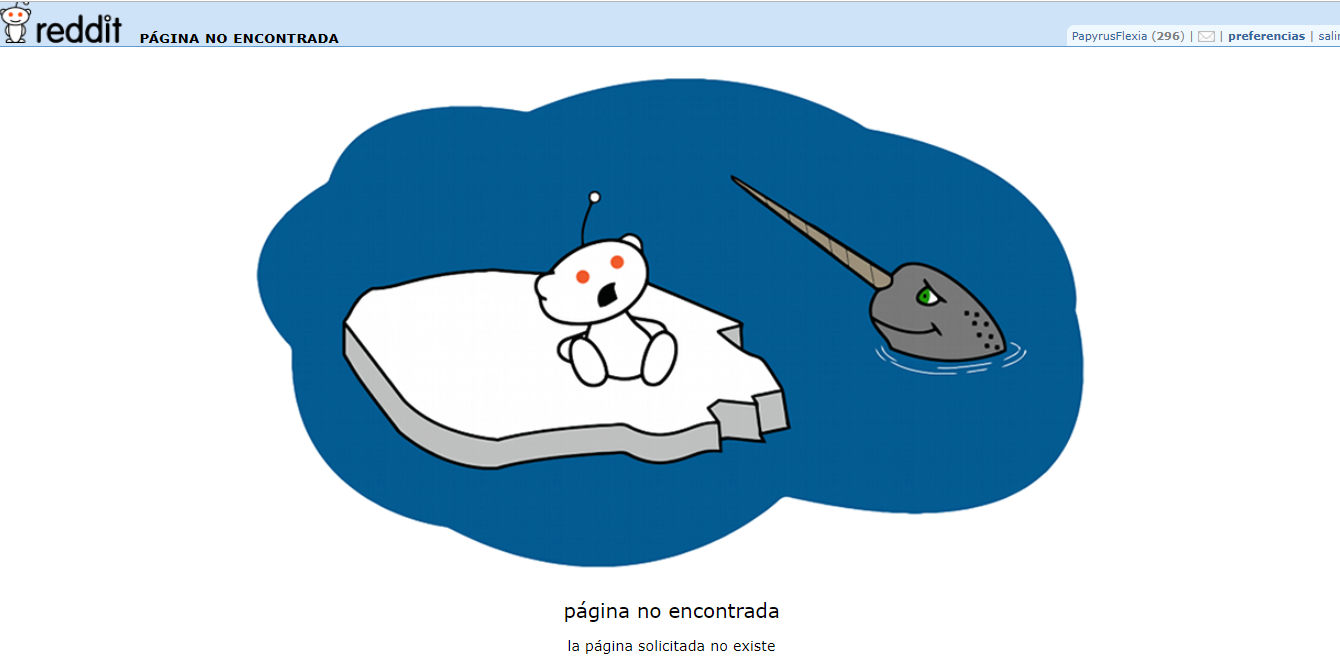 reddit PÁGINA NO ENCONTRADA
PapyrusFlexia (296) | | preferencias | salir
página no encontrada
la página solicitada no existe